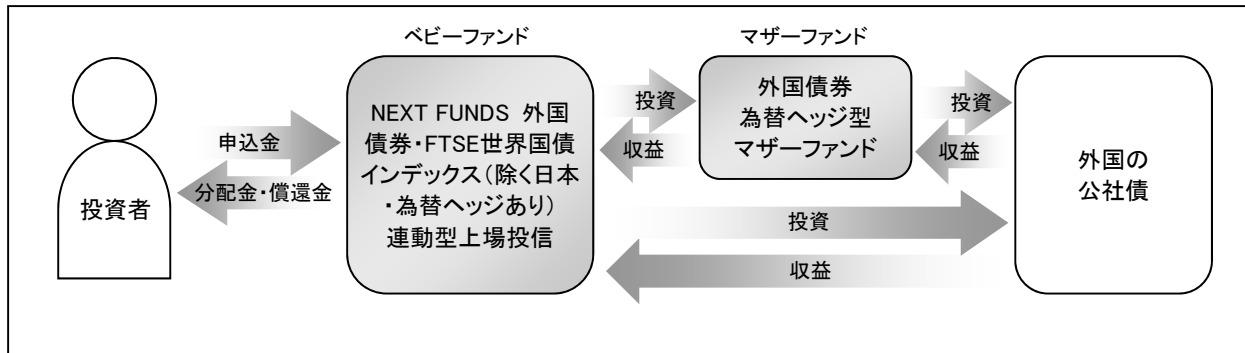 ベビーファンド
マザーファンド
投資者
申込金
分配金・償還金
NEXT FUNDS 外国
債券・FTSE世界国債
インデックス（除く日本
・為替ヘッジあり）
連動型上場投信
投資
収益
外国債券
為替ヘッジ型
マザーファンド
投資
収益
投資
収益
外国の
公社債